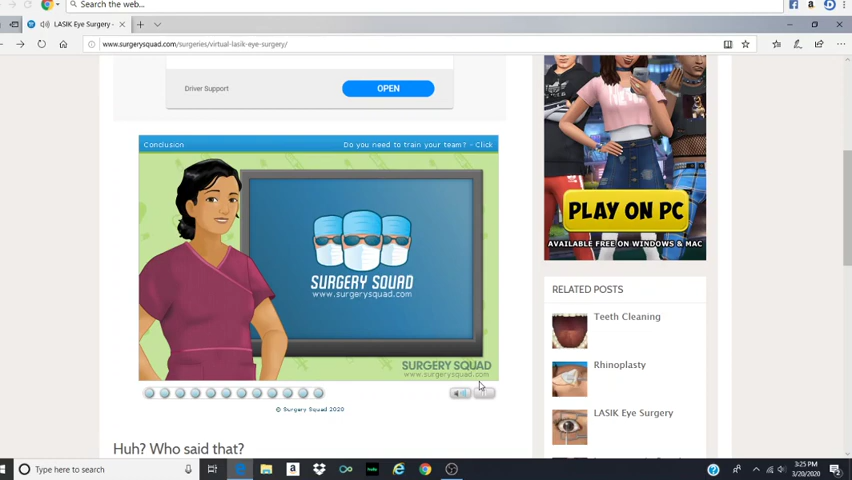 Search the web...
LASIK Eye Surgery -
www.surgerysquad.com/surgeries/virtual-lasik-eye-surgery/
Driver Support
OPEN
Conclusion
Do you need to train your team? - Click
SURGERY SQUAD
www.surgerysquad.com
SURGERY SQUAD
www.surgerysquad.com
© Surgery Squad 2020
Huh? Who said that?
PLAY ON PC
AVAILABLE FREE ON WINDOWS & MAC
RELATED POSTS
Teeth Cleaning
Rhinoplasty
LASIK Eye Surgery
Type here to search
hulu
3:25 PM
3/20/2020